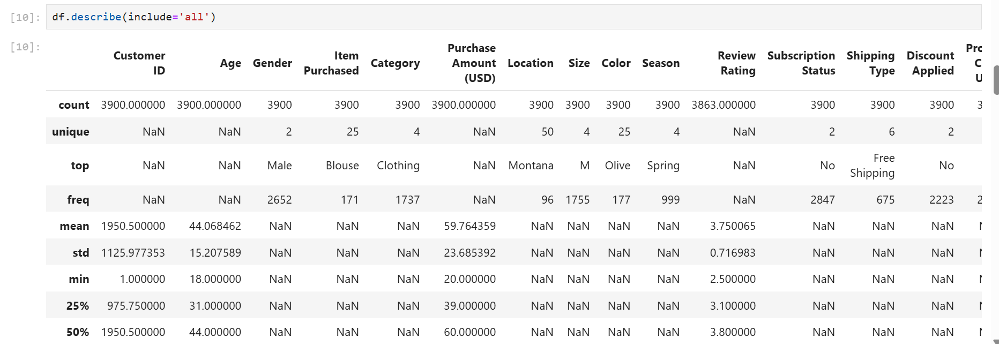 [10]: df.describe(include='all')
[10]:
Customer ID Age Gender Item Purchased Category Purchase Amount (USD) Location Size Color Season Review Rating Subscription Status Shipping Type Discount Applied
count 3900.000000 3900.000000 3900 3900 3900 3900.000000 3900 3900 3900 3900 3863.000000 3900 3900 3900
unique NaN NaN 2 25 4 NaN 50 4 25 4 NaN 2 6 2
top NaN NaN Male Blouse Clothing NaN Montana M Olive Spring NaN No Free Shipping No
freq NaN NaN 2652 171 1737 NaN 96 1755 177 999 NaN 2847 675 2223
mean 1950.500000 44.068462 NaN NaN NaN 59.764359 NaN NaN NaN NaN 3.750065 NaN NaN NaN
std 1125.977353 15.207589 NaN NaN NaN 23.685392 NaN NaN NaN NaN 0.716983 NaN NaN NaN
min 1.000000 18.000000 NaN NaN NaN 20.000000 NaN NaN NaN NaN 2.500000 NaN NaN NaN
25% 975.750000 31.000000 NaN NaN NaN 39.000000 NaN NaN NaN NaN 3.100000 NaN NaN NaN
50% 1950.500000 44.000000 NaN NaN NaN 60.000000 NaN NaN NaN NaN 3.800000 NaN NaN NaN